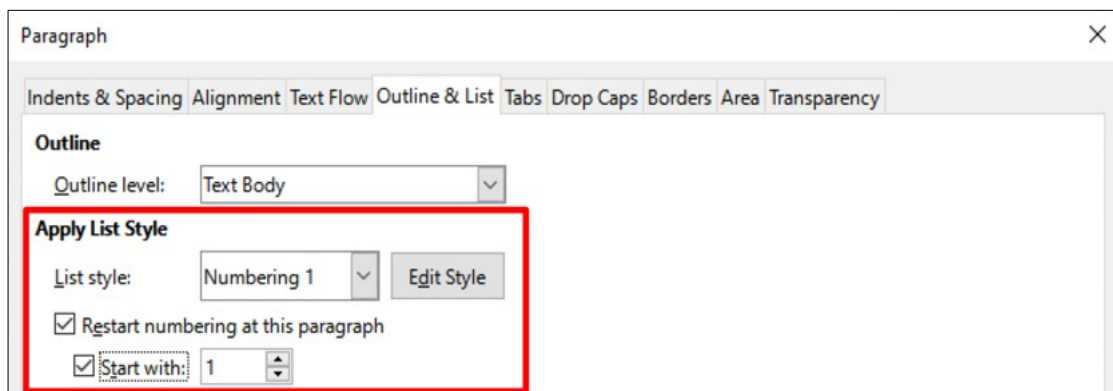 Paragraph
Indents & Spacing Alignment Text Flow Outline & List Tabs Drop Caps Borders Area Transparency
Outline
Outline level: Text Body
Apply List Style
List style: Numbering 1 Edit Style
Restart numbering at this paragraph
Start with: 1